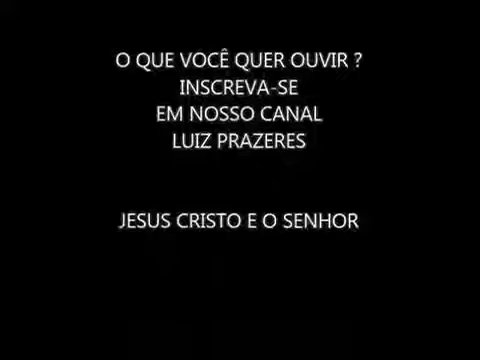 O QUE VOCÊ QUER OUVIR ?
INSCREVA-SE
EM NOSSO CANAL
LUIZ PRAZERES
JESUS CRISTO E O SENHOR